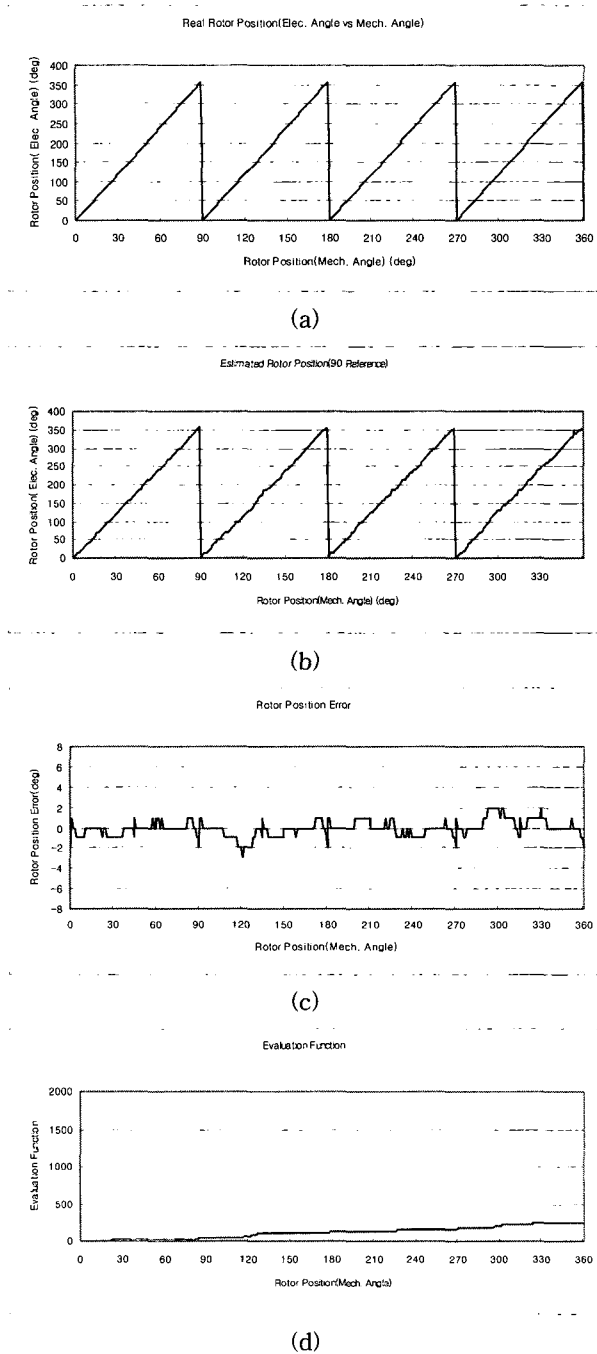 Real Rotor Position(Elec. Angle vs Mech. Angle)
Rotor Position( Elec. Angle) (deg)
400
350
300
250
200
150
100
50
0
0 30 60 90 120 150 180 210 240 270 300 330 360
Rotor Position(Mech. Angle) (deg)
(a)
Estimated Rotor Position(90 Reference)
Rotor Position( Elec. Angle) (deg)
400
350
300
250
200
150
100
50
0
0 30 60 90 120 150 180 210 240 270 300 330
Rotor Position(Mech. Angle) (deg)
(b)
Rotor Position Error
Rotor Position Error(deg)
8
6
4
2
0
-2
-4
-6
-8
0 30 60 90 120 150 180 210 240 270 300 330 360
Rotor Position(Mech. Angle)
(c)
Evaluation Function
Evaluation Function
2000
1500
1000
500
0
0 30 60 90 120 150 180 210 240 270 300 330 360
Rotor Position(Mech. Angle)
(d)